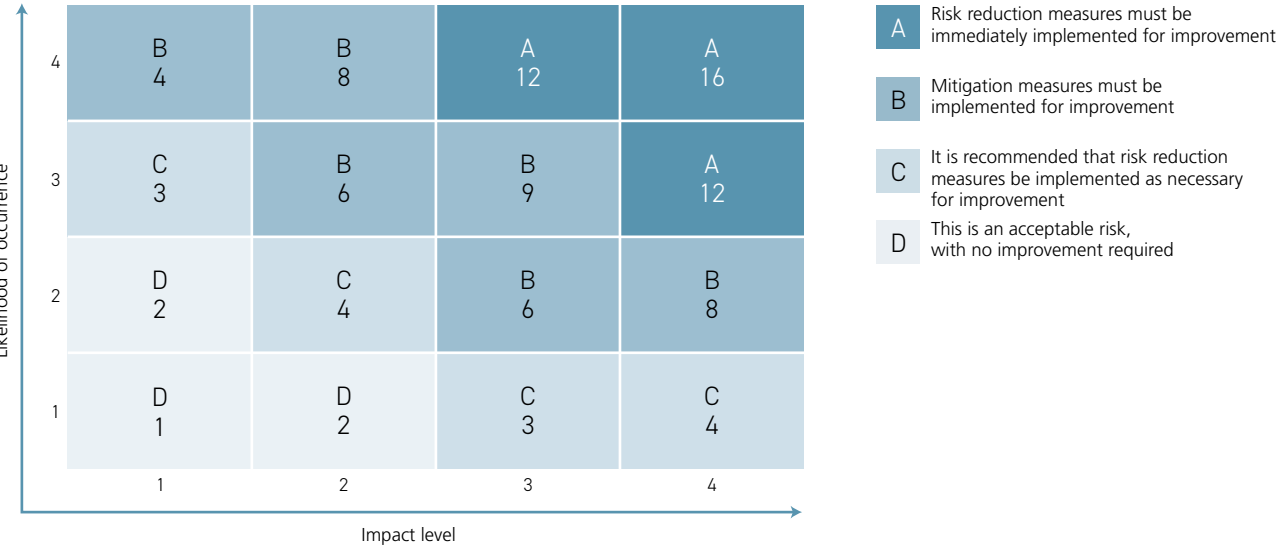 4
B
4
B
8
A
12
A
16
3
C
3
B
6
B
9
A
12
2
D
2
C
4
B
6
B
8
1
D
1
D
2
C
3
C
4
1
2
3
4
Likelihood of occurrence
Impact level
A
Risk reduction measures must be
immediately implemented for improvement
B
Mitigation measures must be
implemented for improvement
C
It is recommended that risk reduction
measures be implemented as necessary
for improvement
D
This is an acceptable risk,
with no improvement required